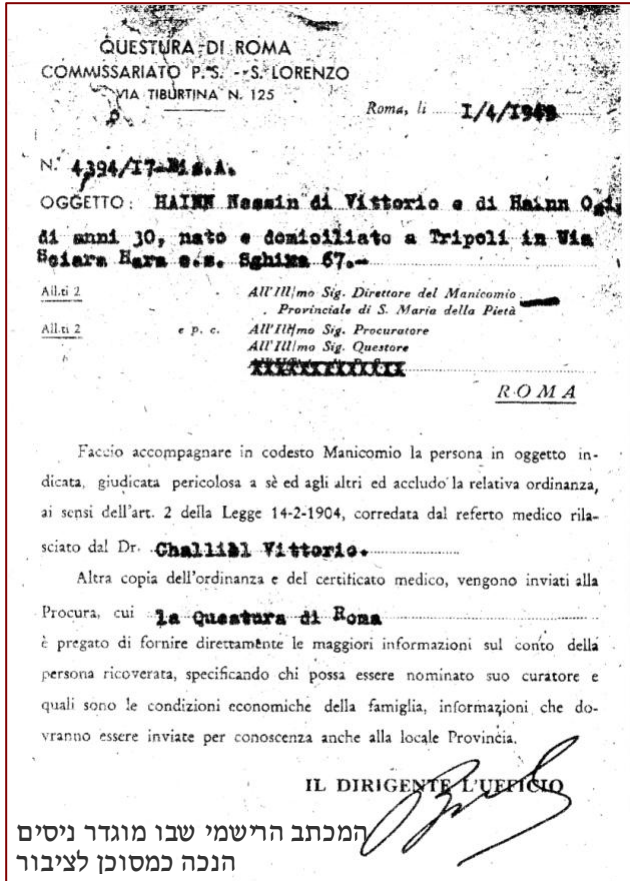 QUESTURA DI ROMA
COMMISSARIATO P. S. - S. LORENZO
VIA TIBURTINA N. 125
Roma, li 1/4/1949
N. 4394/17-Mis.A.
OGGETTO: HAINN Nessin di Vittorio e di Hainn
di anni 30, nato e domiciliato a Tripoli in Via
Sciara Hara s.n. Sghima 67.-
All.ti 2 All'Ill/mo Sig. Direttore del Manicomio
Provinciale di S. Maria della Pietà
All.ti 2 e p. c. All'Ill/mo Sig. Procuratore
All'Ill/mo Sig. Questore
ROMA
Faccio accompagnare in codesto Manicomio la persona in oggetto in-
dicata, giudicata pericolosa a sè ed agli altri ed accludo la relativa ordinanza,
ai sensi dell'art. 2 della Legge 14-2-1904, corredata dal referto medico rila-
sciato dal Dr. Challièl Vittorio.
Altra copia dell'ordinanza e del certificato medico, vengono inviati alla
Procura, cui la Questura di Roma
è pregato di fornire direttamente le maggiori informazioni sul conto della
persona ricoverata, specificando chi possa essere nominato suo curatore e
quali sono le condizioni economiche della famiglia, informazioni che do-
vranno essere inviate per conoscenza anche alla locale Provincia.
IL DIRIGENTE L'UFFICIO
המכתב הרישמי שבו מוגדר ניסים
הנכה כמסוכן לציבור